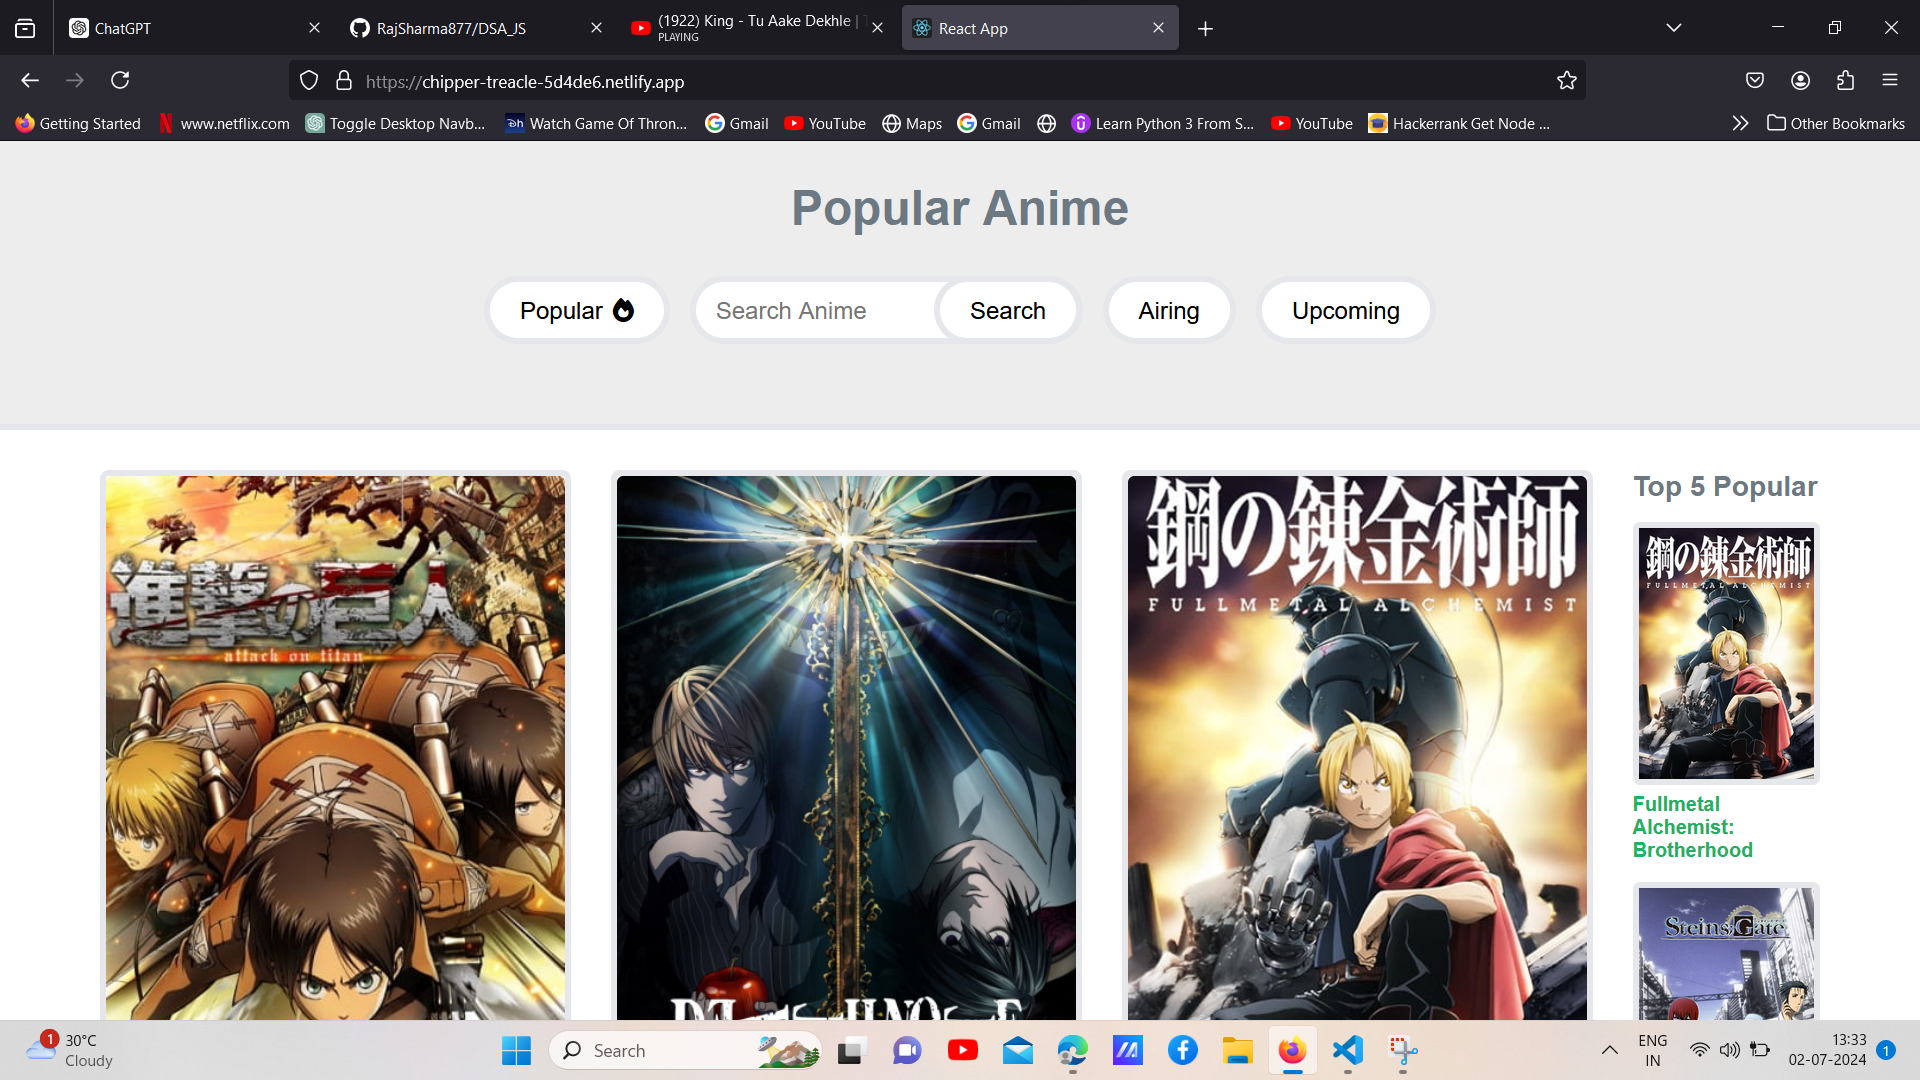 ChatGPT
RajSharma877/DSA_JS
(1922) King - Tu Aake Dekhle |
PLAYING
React App
https://chipper-treacle-5d4de6.netlify.app
Getting Started
www.netflix.com
Toggle Desktop Navb...
Watch Game Of Thron...
Gmail
YouTube
Maps
Gmail
Learn Python 3 From S...
YouTube
Hackerrank Get Node ...
Other Bookmarks
Popular Anime
Popular
Search Anime
Search
Airing
Upcoming
進撃の巨人
attack on titan
鋼の錬金術師
FULLMETAL ALCHEMIST
Top 5 Popular
鋼の錬金術師
FULLMETAL ALCHEMIST
Fullmetal
Alchemist:
Brotherhood
Steins;Gate
1
30°C
Cloudy
Search
ENG
IN
13:33
02-07-2024
1